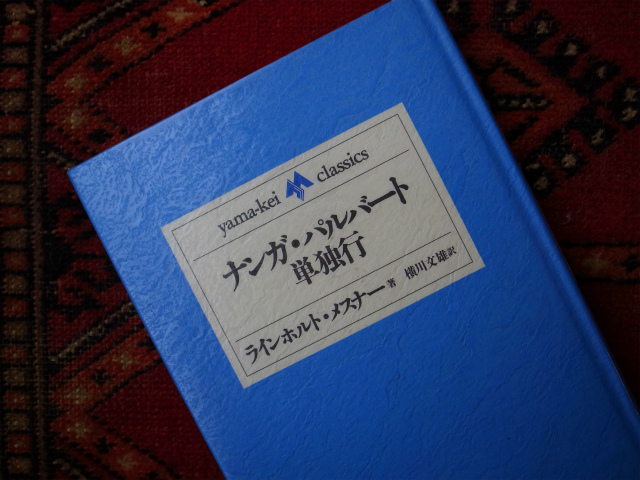 yama-kei classics
ナンガ・パルバート
単独行
ラインホルト・メスナー 著 横川文雄 訳